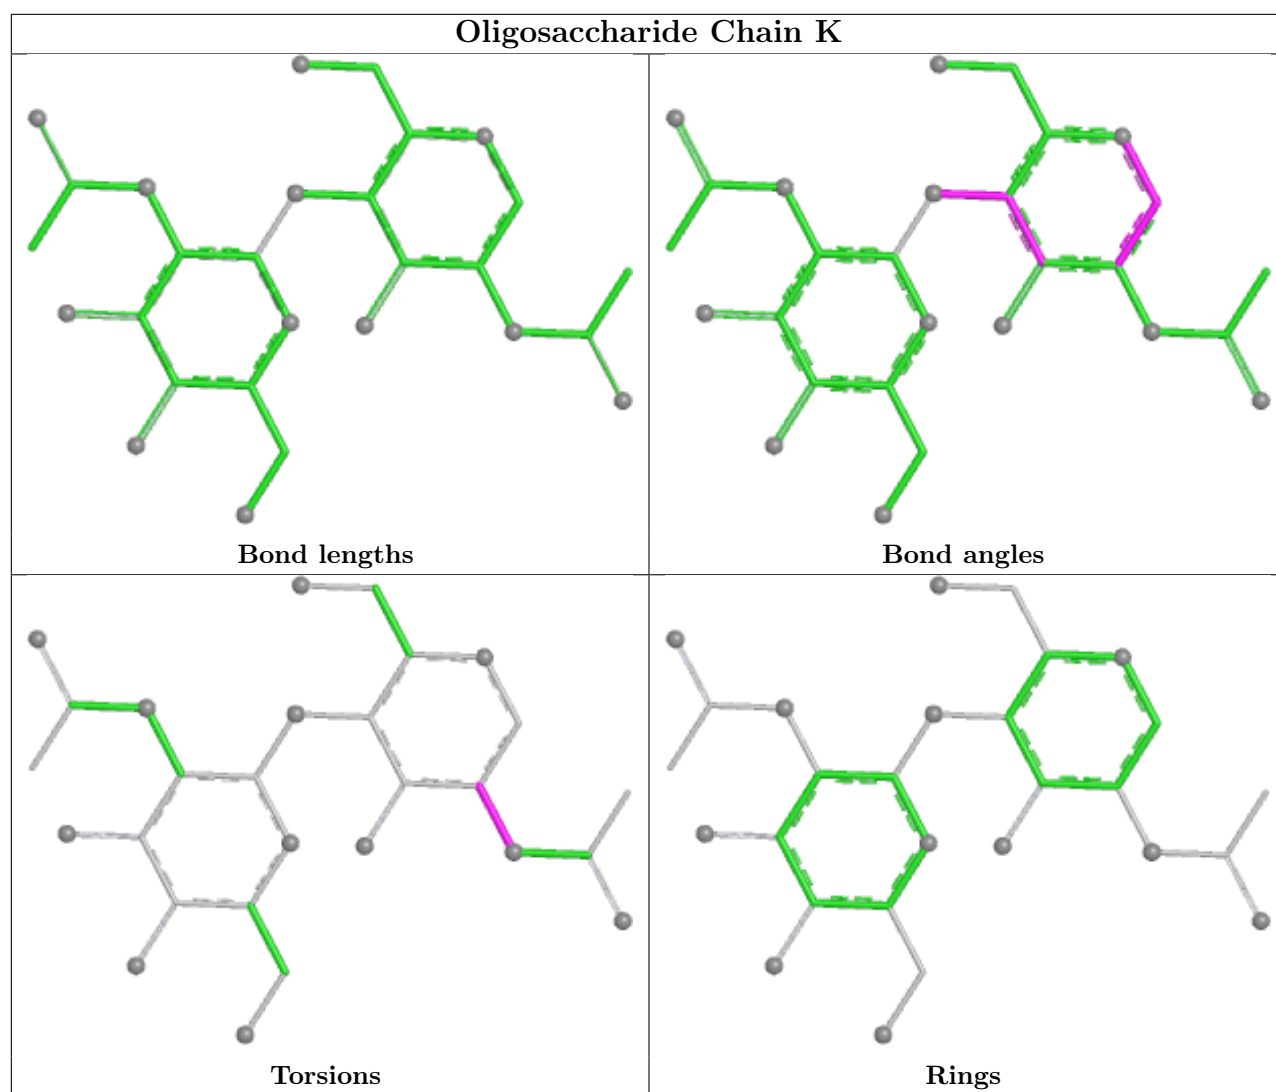 Oligosaccharide Chain K
Bond lengths
Bond angles
Torsions
Rings